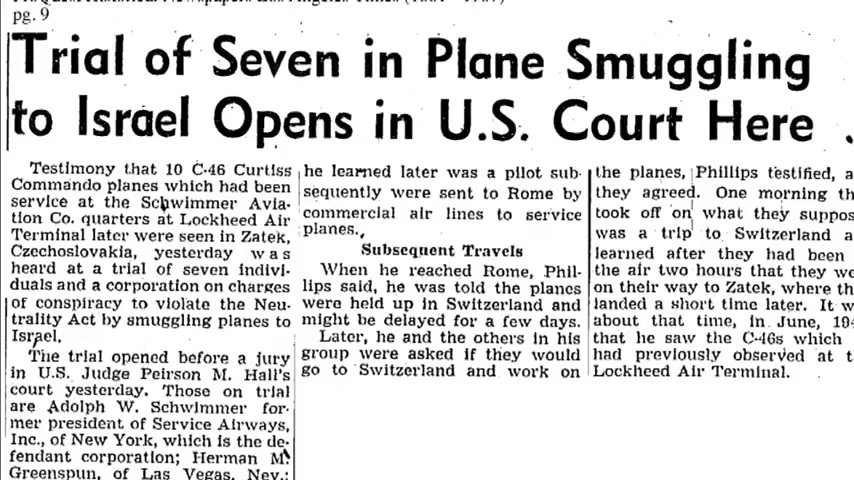 pg. 9
Trial of Seven in Plane Smuggling
to Israel Opens in U.S. Court Here
Testimony that 10 C-46 Curtiss
Commando planes which had been
service at the Schwimmer Avia-
tion Co. quarters at Lockheed Air
Terminal later were seen in Zatek,
Czechoslovakia, yesterday was
heard at a trial of seven indivi-
duals and a corporation on charges
of conspiracy to violate the Neu-
trality Act by smuggling planes to
Israel.
The trial opened before a jury
in U.S. Judge Peirson M. Hall's
court yesterday. Those on trial
are Adolph W. Schwimmer for-
mer president of Service Airways,
Inc., of New York, which is the de-
fendant corporation; Herman M.
Greenspun, of Las Vegas, Nev.;
he learned later was a pilot sub-
sequently were sent to Rome by
commercial air lines to service
planes.
Subsequent Travels
When he reached Rome, Phil-
lips said, he was told the planes
were held up in Switzerland and
might be delayed for a few days.
Later, he and the others in his
group were asked if they would
go to Switzerland and work on
the planes, Phillips testified, a
they agreed. One morning th
took off on what they suppos
was a trip to Switzerland a
learned after they had been
the air two hours that they we
on their way to Zatek, where th
landed a short time later. It w
about that time, in June, 19
that he saw the C-46s which
had previously observed at t
Lockheed Air Terminal.